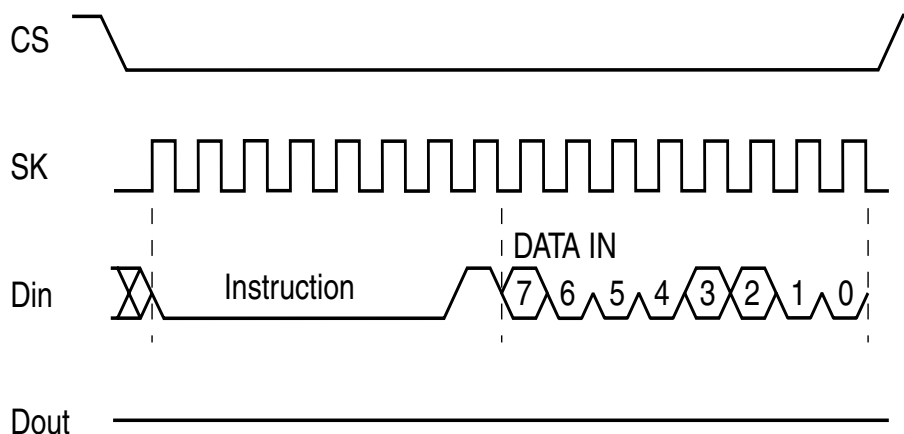 CS
SK
DATA IN
Din Instruction 7 6 5 4 3 2 1 0
Dout